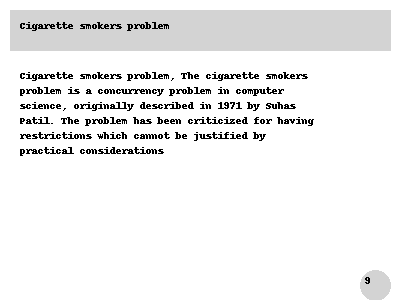 Cigarette smokers problem
Cigarette smokers problem, The cigarette smokers
problem is a concurrency problem in computer
science, originally described in 1971 by Suhas
Patil. The problem has been criticized for having
restrictions which cannot be justified by
practical considerations
9